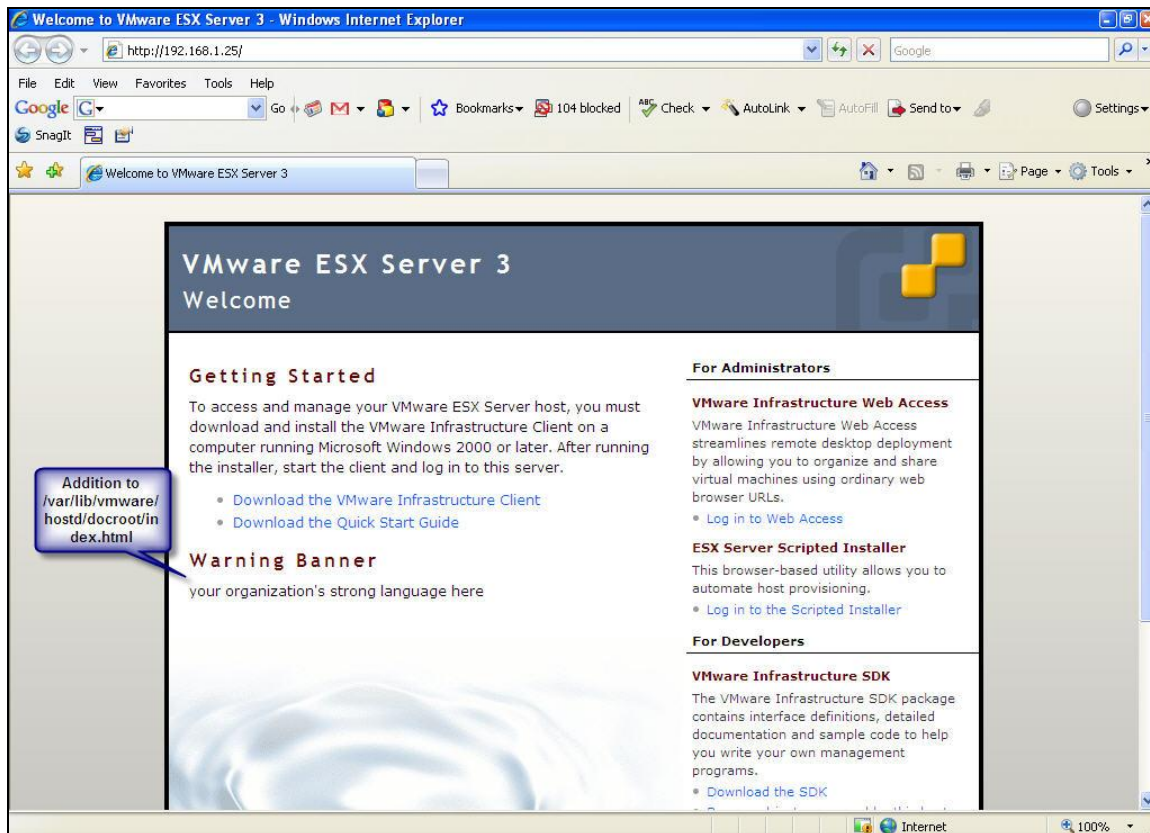 Welcome to VMware ESX Server 3 - Windows Internet Explorer
http://192.168.1.25/
Google
File Edit View Favorites Tools Help
Google G Go Bookmarks 104 blocked ABC Check AutoLink AutoFill Send to Settings
SnagIt
Welcome to VMware ESX Server 3
Page Tools
VMware ESX Server 3
Welcome
Getting Started
To access and manage your VMware ESX Server host, you must
download and install the VMware Infrastructure Client on a
computer running Microsoft Windows 2000 or later. After running
the installer, start the client and log in to this server.
Download the VMware Infrastructure Client
Download the Quick Start Guide
Addition to
/var/lib/vmware/
hostd/docroot/in
dex.html
Warning Banner
your organization's strong language here
For Administrators
VMware Infrastructure Web Access
VMware Infrastructure Web Access
streamlines remote desktop deployment
by allowing you to organize and share
virtual machines using ordinary web
browser URLs.
Log in to Web Access
ESX Server Scripted Installer
This browser-based utility allows you to
automate host provisioning.
Log in to the Scripted Installer
For Developers
VMware Infrastructure SDK
The VMware Infrastructure SDK package
contains interface definitions, detailed
documentation and sample code to help
you write your own management
programs.
Download the SDK
Internet 100%